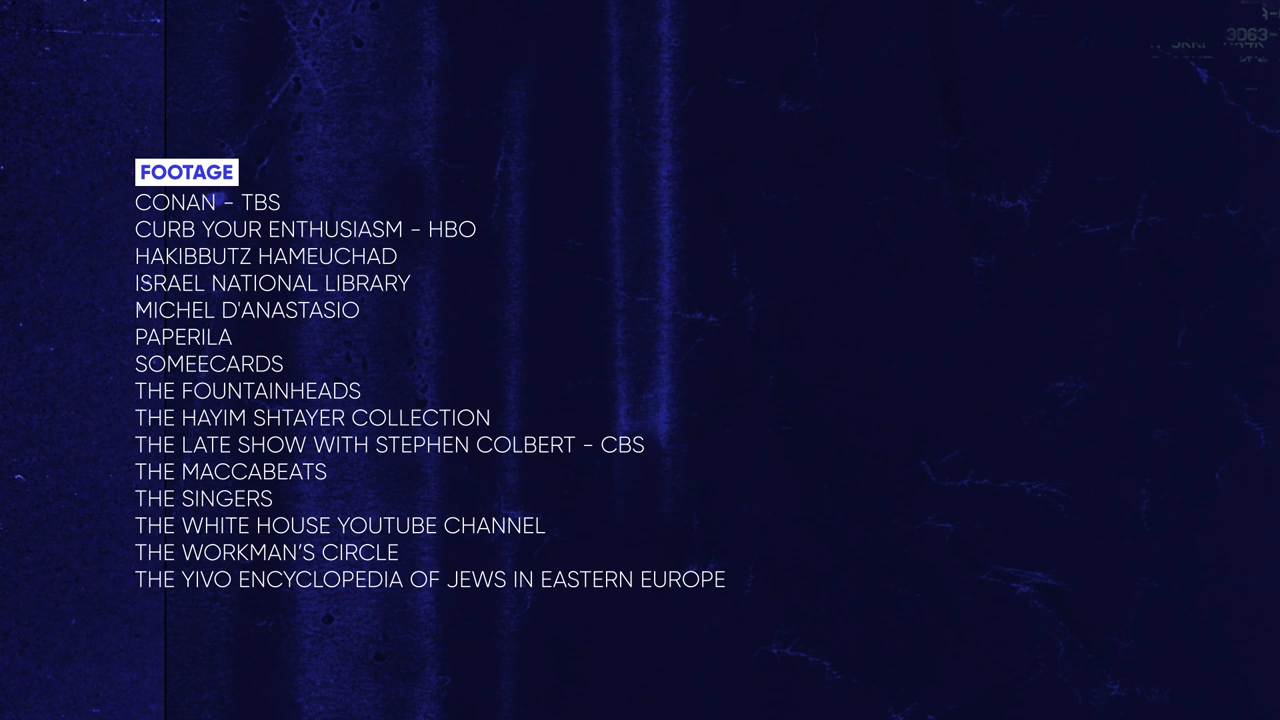 3D63-
FOOTAGE
CONAN - TBS
CURB YOUR ENTHUSIASM - HBO
HAKIBBUTZ HAMEUCHAD
ISRAEL NATIONAL LIBRARY
MICHEL D'ANASTASIO
PAPERILA
SOMEECARDS
THE FOUNTAINHEADS
THE HAYIM SHTAYER COLLECTION
THE LATE SHOW WITH STEPHEN COLBERT - CBS
THE MACCABEATS
THE SINGERS
THE WHITE HOUSE YOUTUBE CHANNEL
THE WORKMAN’S CIRCLE
THE YIVO ENCYCLOPEDIA OF JEWS IN EASTERN EUROPE